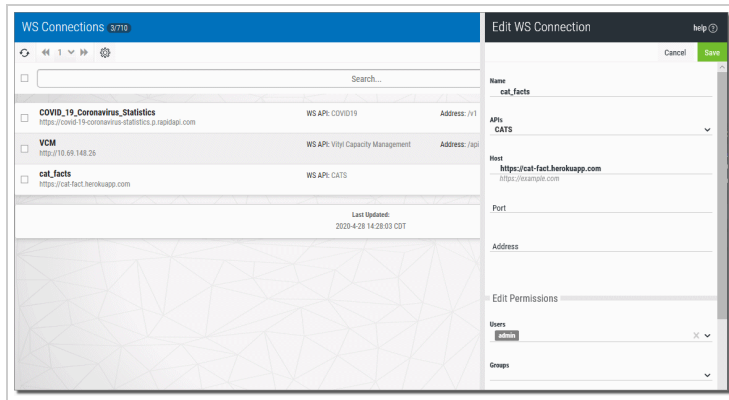 WS Connections 3/710
1
Search...
COVID_19_Coronavirus_Statistics WS API: COVID19 Address: /v1
https://covid-19-coronavirus-statistics.p.rapidapi.com
VCM WS API: Vityl Capacity Management Address: /api
http://10.69.148.26
cat_facts WS API: CATS
https://cat-fact.herokuapp.com
Last Updated:
2020-4-28 14:28:03 CDT
Edit WS Connection help ?
Cancel Save
Name
cat_facts
APIs
CATS
Host
https://cat-fact.herokuapp.com
https://example.com
Port
Address
Edit Permissions
Users
admin
Groups